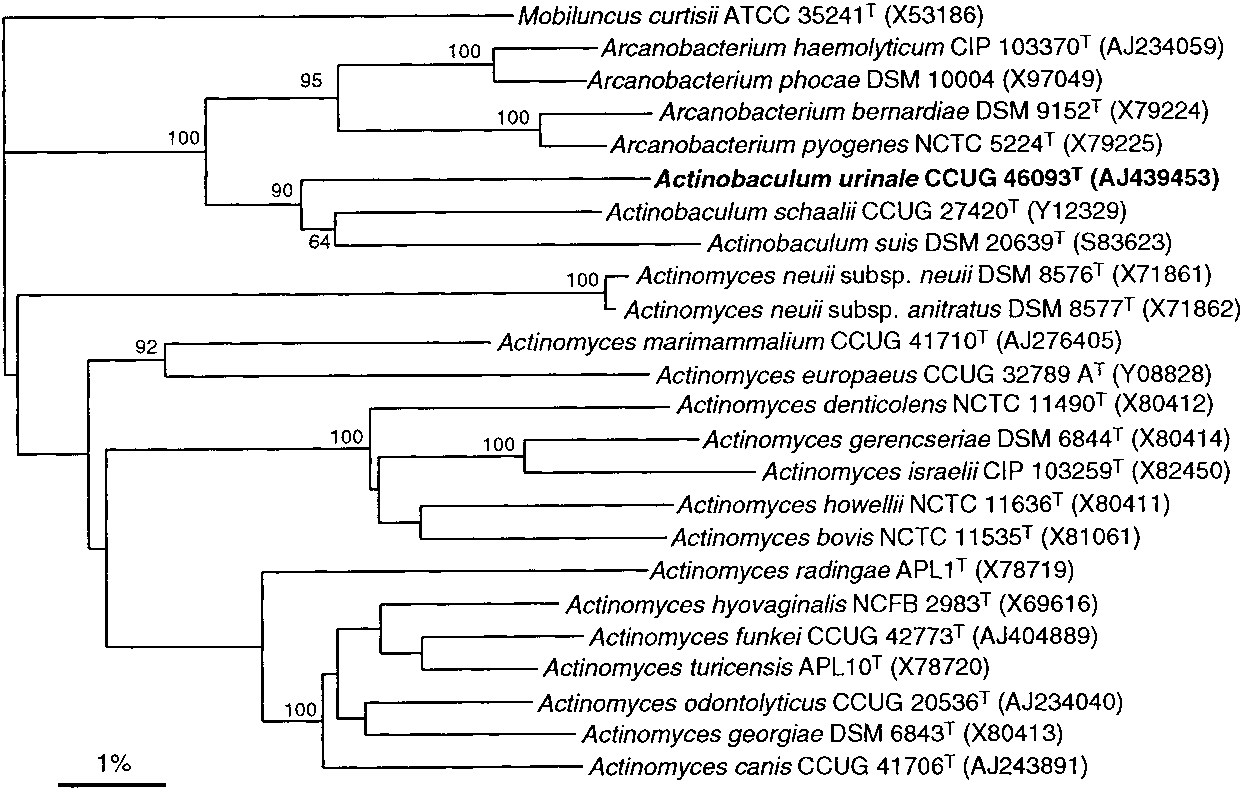 Mobiluncus curtisii ATCC 35241ᵀ (X53186)
100 Arcanobacterium haemolyticum CIP 103370ᵀ (AJ234059)
95 Arcanobacterium phocae DSM 10004 (X97049)
100 Arcanobacterium bernardiae DSM 9152ᵀ (X79224)
100 Arcanobacterium pyogenes NCTC 5224ᵀ (X79225)
90 Actinobaculum urinale CCUG 46093ᵀ (AJ439453)
Actinobaculum schaalii CCUG 27420ᵀ (Y12329)
64 Actinobaculum suis DSM 20639ᵀ (S83623)
100 Actinomyces neuii subsp. neuii DSM 8576ᵀ (X71861)
Actinomyces neuii subsp. anitratus DSM 8577ᵀ (X71862)
92 Actinomyces marimammalium CCUG 41710ᵀ (AJ276405)
Actinomyces europaeus CCUG 32789 Aᵀ (Y08828)
Actinomyces denticolens NCTC 11490ᵀ (X80412)
100 100 Actinomyces gerencseriae DSM 6844ᵀ (X80414)
Actinomyces israelii CIP 103259ᵀ (X82450)
Actinomyces howellii NCTC 11636ᵀ (X80411)
Actinomyces bovis NCTC 11535ᵀ (X81061)
Actinomyces radingae APL1ᵀ (X78719)
Actinomyces hyovaginalis NCFB 2983ᵀ (X69616)
Actinomyces funkei CCUG 42773ᵀ (AJ404889)
Actinomyces turicensis APL10ᵀ (X78720)
100 Actinomyces odontolyticus CCUG 20536ᵀ (AJ234040)
Actinomyces georgiae DSM 6843ᵀ (X80413)
Actinomyces canis CCUG 41706ᵀ (AJ243891)
1%